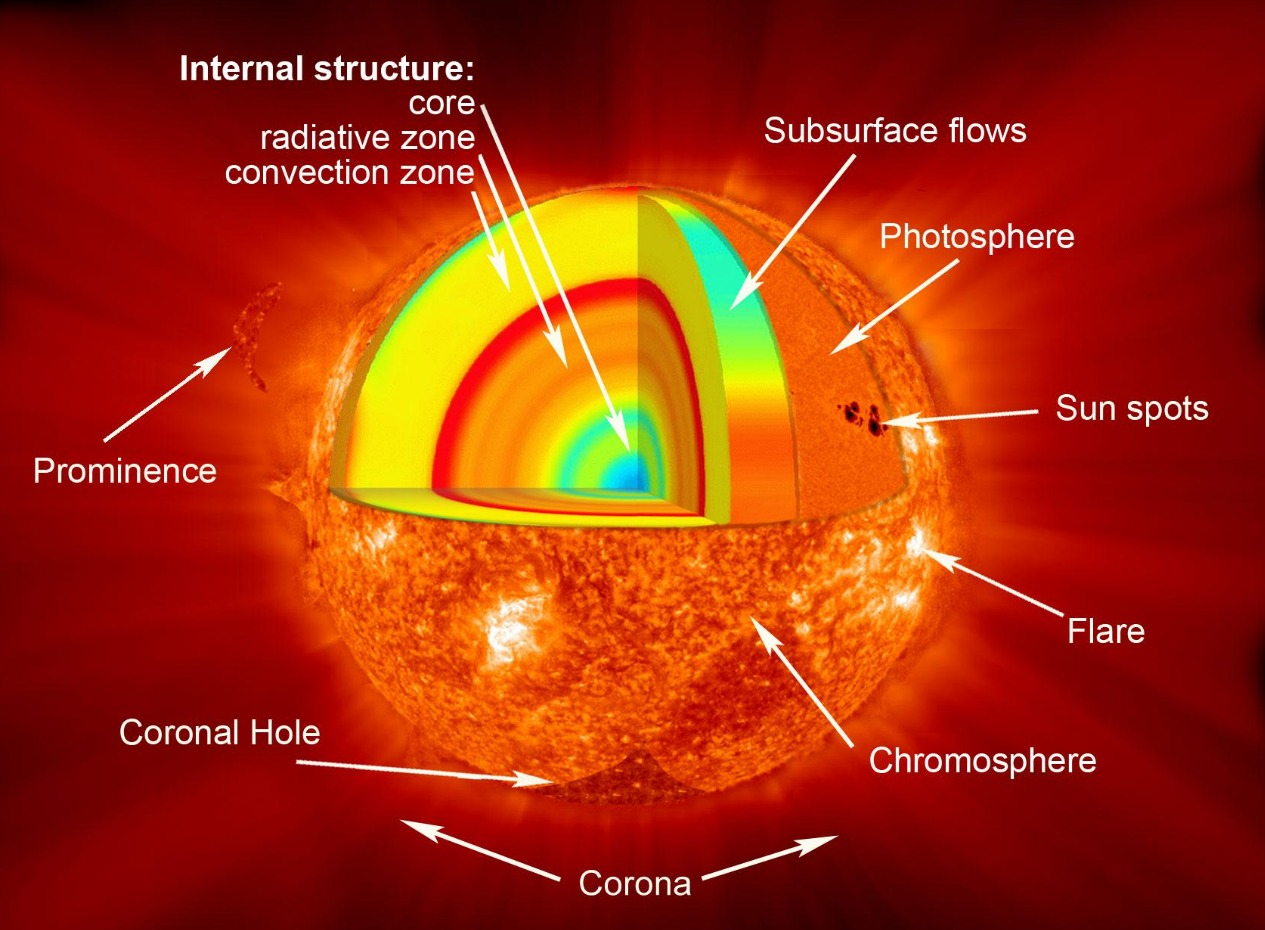 Internal structure:
core
radiative zone
convection zone
Subsurface flows
Photosphere
Sun spots
Prominence
Flare
Coronal Hole
Chromosphere
Corona